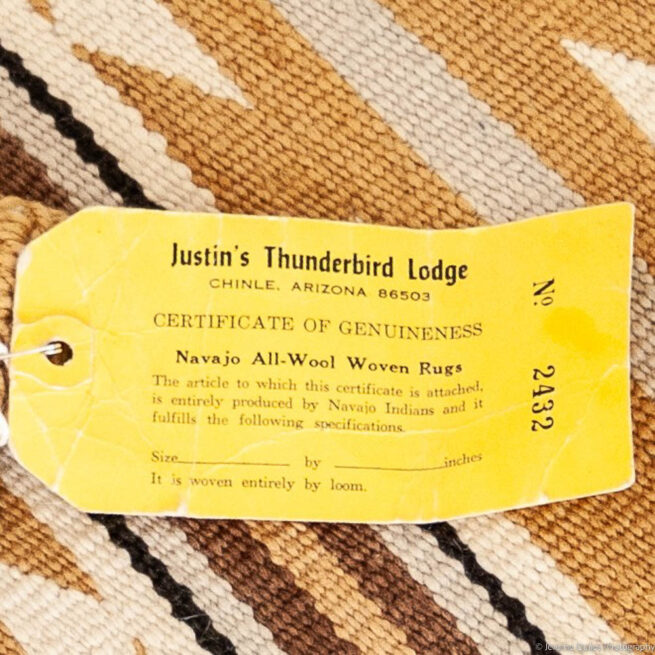 Justin's Thunderbird Lodge
CHINLE, ARIZONA 86503
CERTIFICATE OF GENUINENESS
Navajo All-Wool Woven Rugs
The article to which this certificate is attached,
is entirely produced by Navajo Indians and it
fulfills the following specifications.
Size by inches
It is woven entirely by loom.
Nº 2432
© Photography